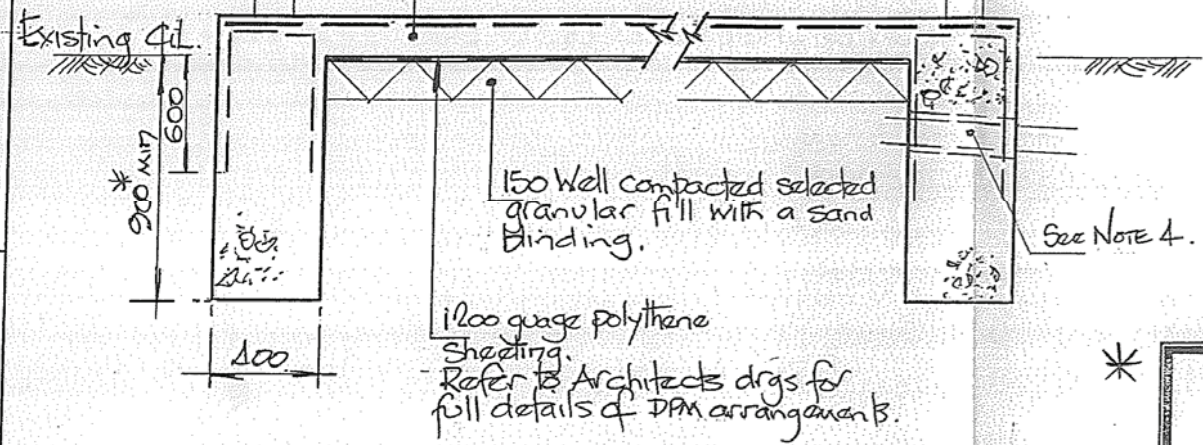 Existing G.L.
600
900 MIN
*
150 Well compacted selected
granular fill with a sand
blinding.
See NOTE 4.
1200 guage polythene
Sheeting.
Refer to Architects drgs for
full details of DPM arrangements.
400
*